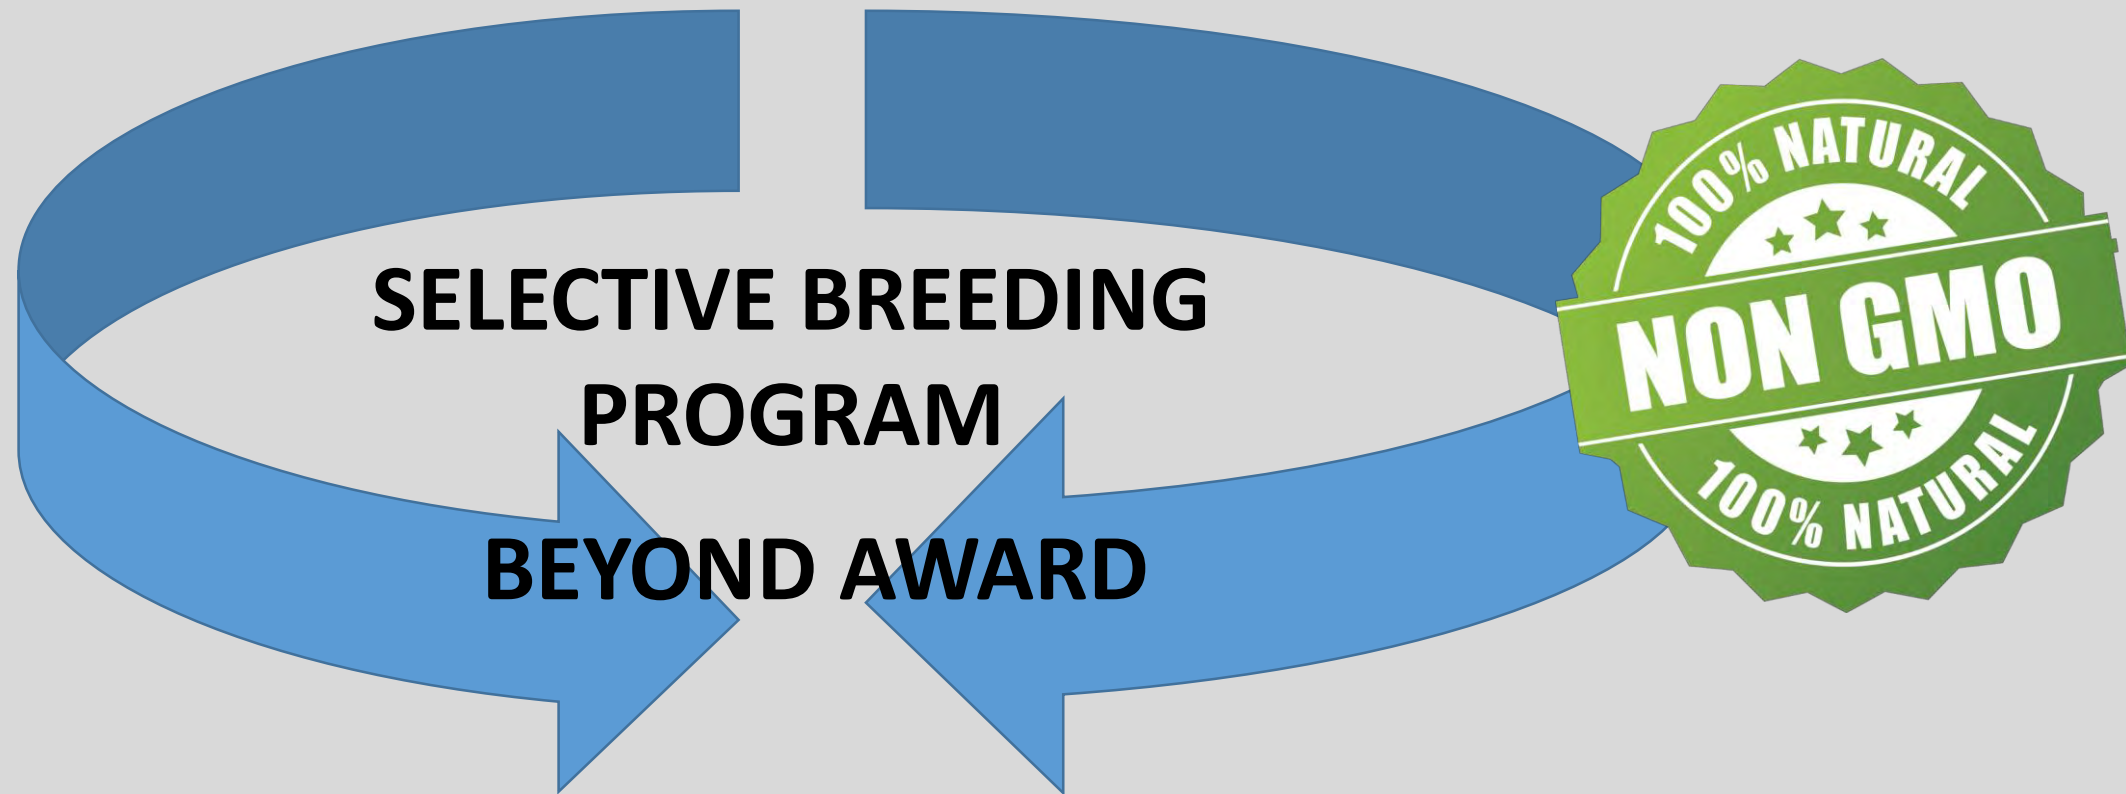 SELECTIVE BREEDING
PROGRAM
BEYOND AWARD
100% NATURAL
NON GMO
100% NATURAL